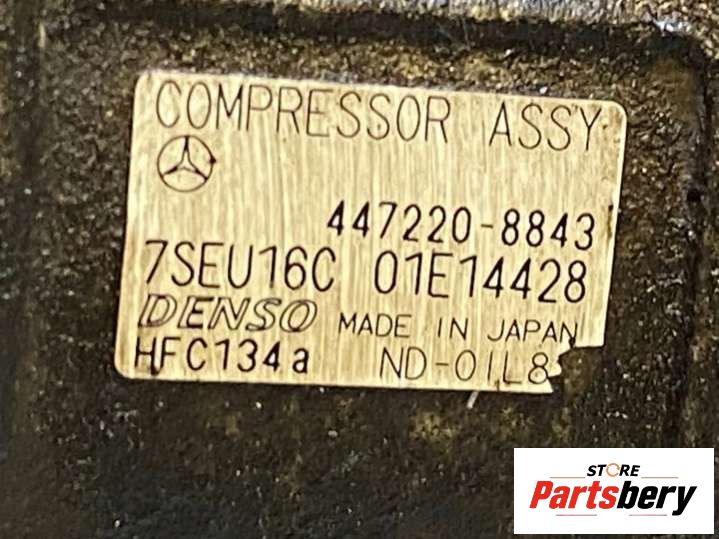 COMPRESSOR ASSY
447220-8843
7SEU16C 01E14428
DENSO MADE IN JAPAN
HFC134a ND-OIL8
STORE
Partsbery